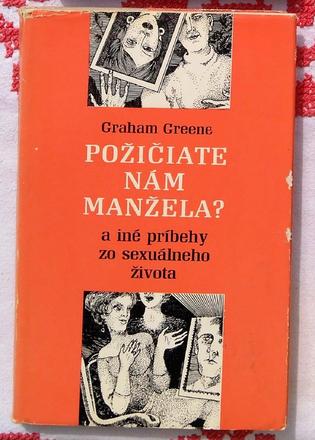 Graham Greene
POŽIČIATE
NÁM
MANŽELA?
a iné príbehy
zo sexuálneho
života